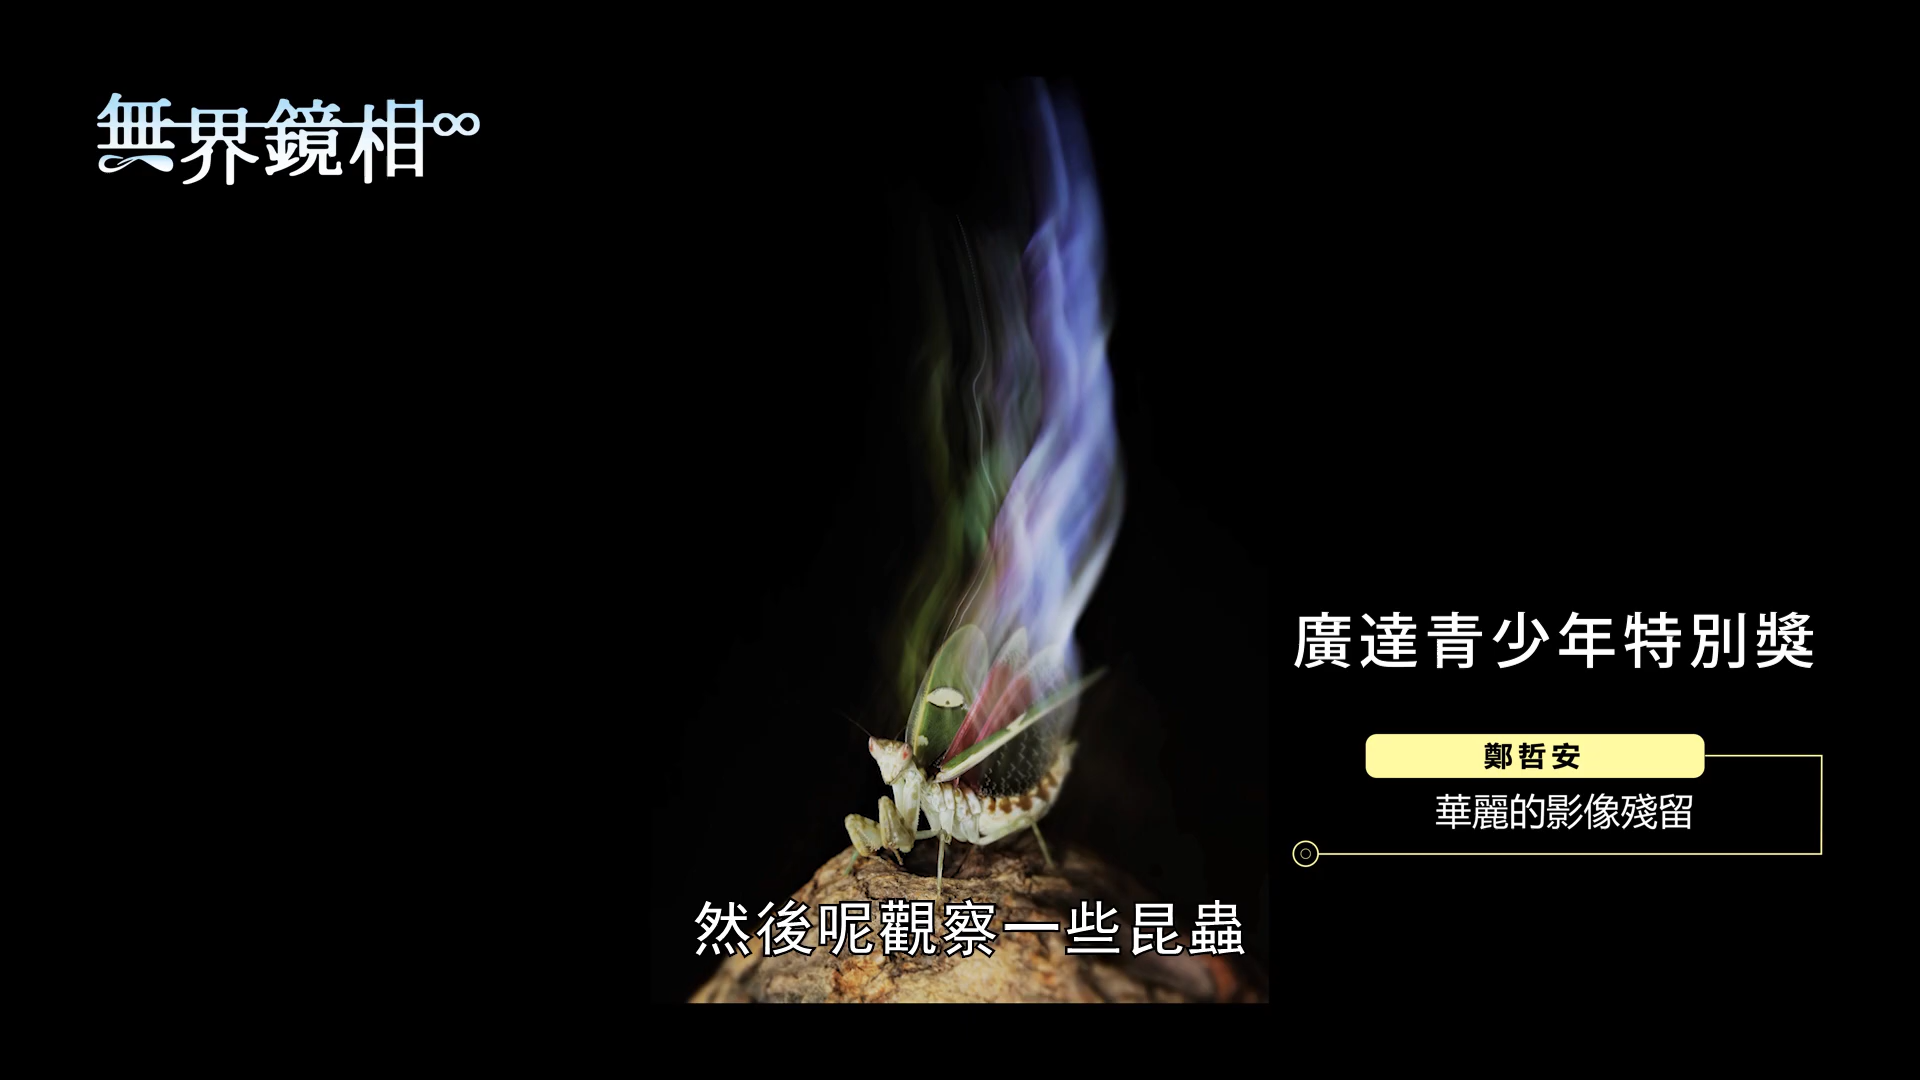 無界鏡相∞
廣達青少年特別獎
鄭哲安
華麗的影像殘留
然後呢觀察一些昆蟲